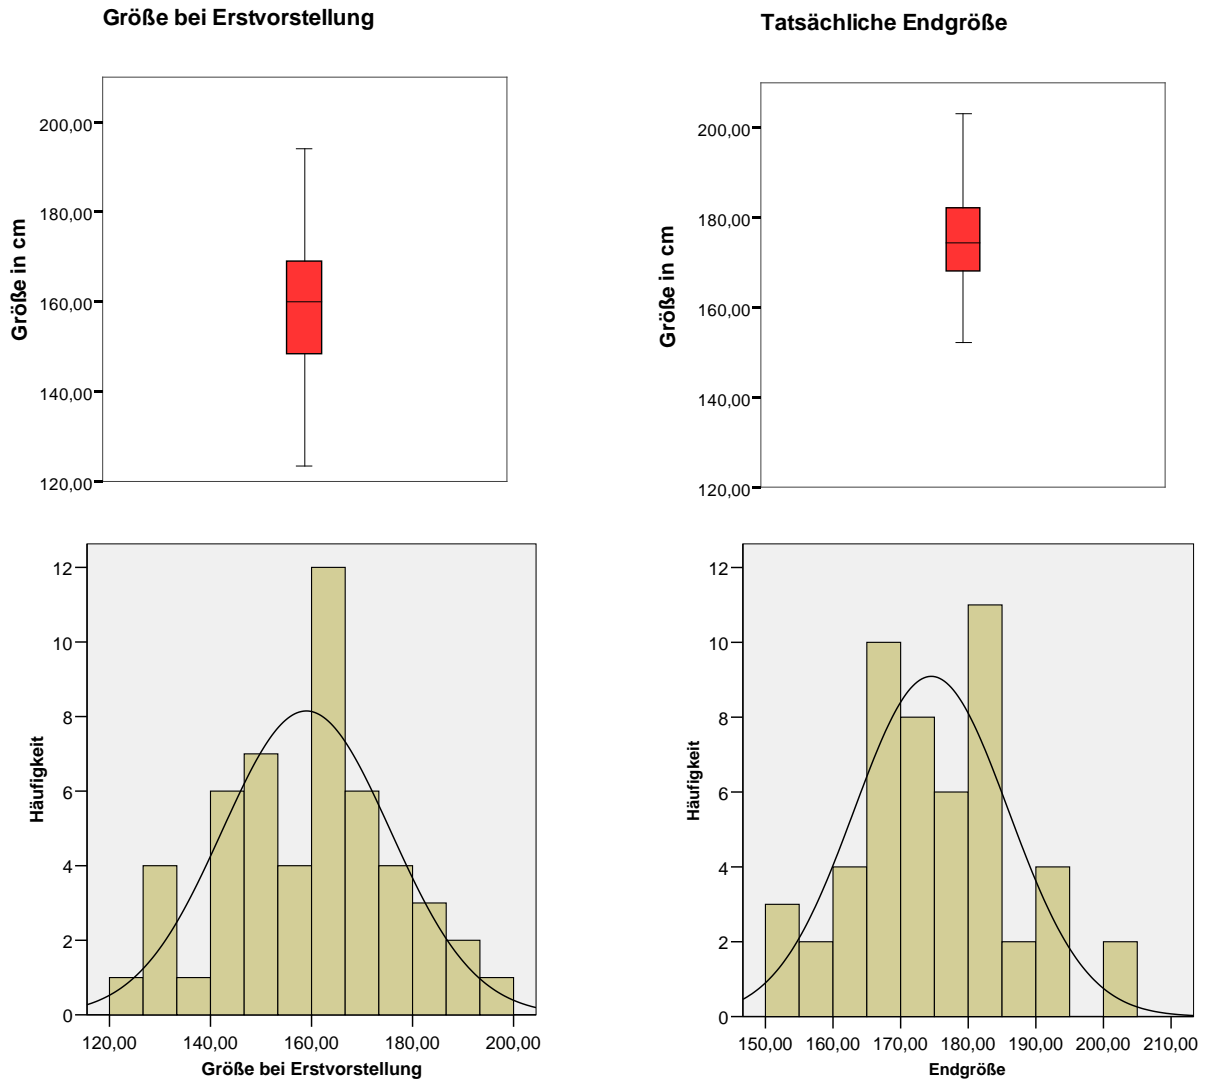 Größe bei Erstvorstellung
Tatsächliche Endgröße
200,00
180,00
160,00
140,00
120,00
Größe in cm
200,00
180,00
160,00
140,00
120,00
Größe in cm
12
10
8
6
4
2
0
Häufigkeit
120,00 140,00 160,00 180,00 200,00
Größe bei Erstvorstellung
12
10
8
6
4
2
0
Häufigkeit
150,00 160,00 170,00 180,00 190,00 200,00 210,00
Endgröße